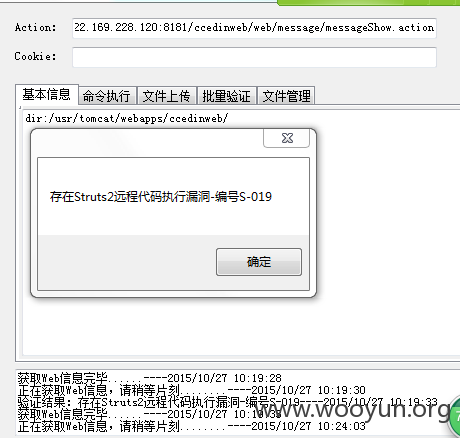 Action: 22.169.228.120:8181/ccedinweb/web/message/messageShow.action
Cookie:
基本信息 命令执行 文件上传 批量验证 文件管理
dir:/usr/tomcat/webapps/ccedinweb/
存在Struts2远程代码执行漏洞-编号S-019
确定
获取Web信息完毕......----2015/10/27 10:19:28
正在获取Web信息，请稍等片刻........----2015/10/27 10:19:30
验证结果：存在Struts2远程代码执行漏洞-编号S-019----2015/10/27 10:19:33
获取Web信息完毕......----2015/10/27 10:19:38
正在获取Web信息，请稍等片刻........----2015/10/27 10:24:03
www.wooyun.org